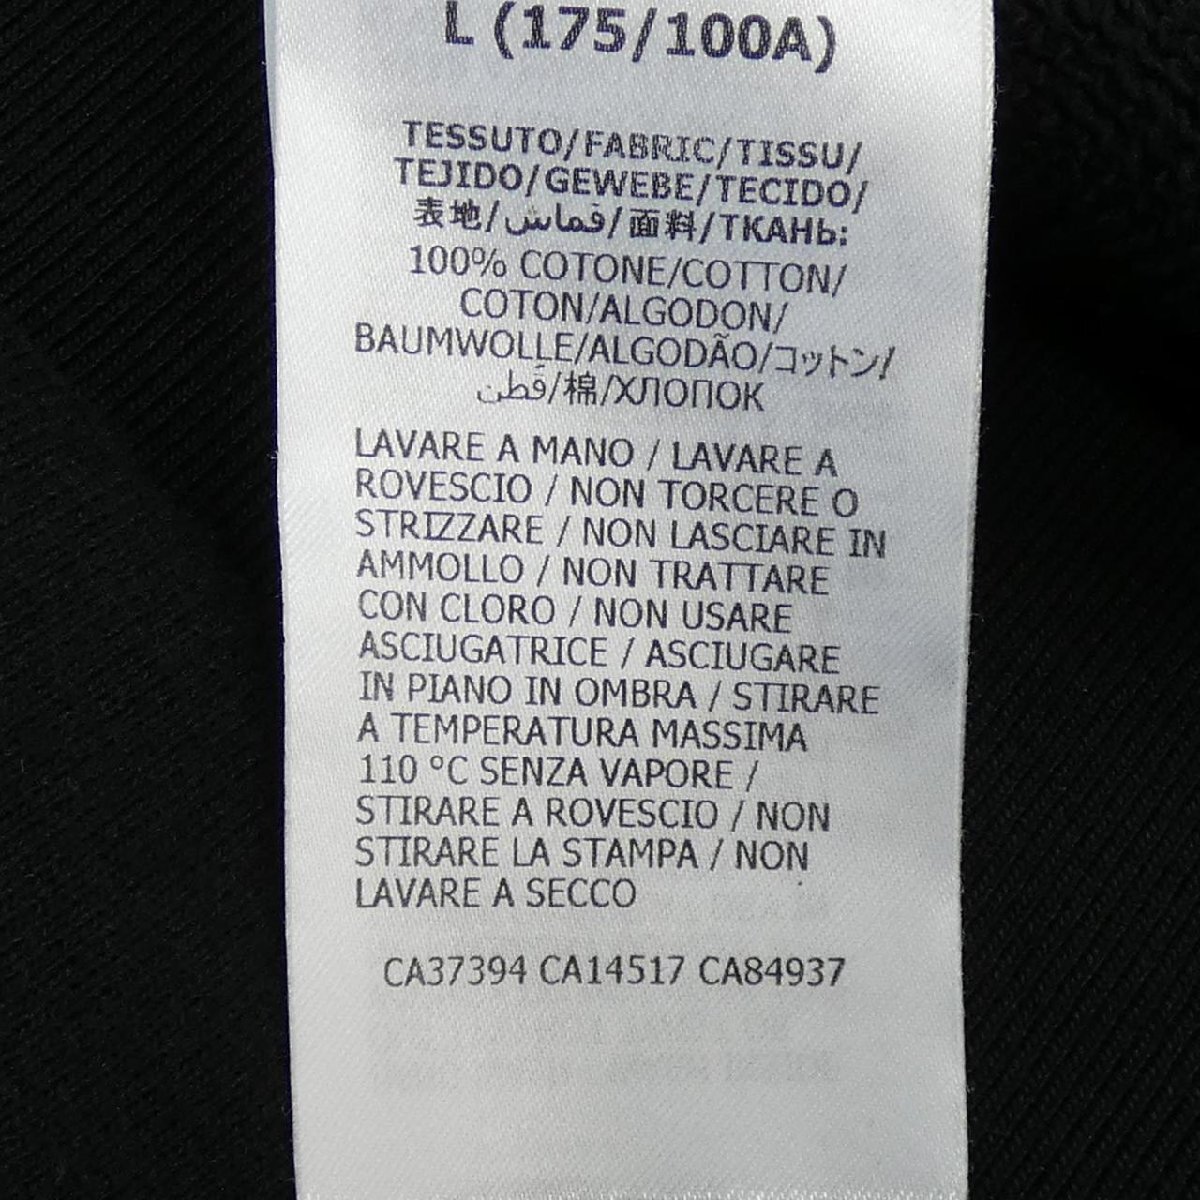 L (175/100A)
TESSUTO/FABRIC/TISSU/
TEJIDO/GEWEBE/TECIDO/
表地/قماش/面料/ТКАНЬ:
100% COTONE/COTTON/
COTON/ALGODON/
BAUMWOLLE/ALGODÃO/コットン/
قطن/棉/ХЛОПОК
LAVARE A MANO / LAVARE A
ROVESCIO / NON TORCERE O
STRIZZARE / NON LASCIARE IN
AMMOLLO / NON TRATTARE
CON CLORO / NON USARE
ASCIUGATRICE / ASCIUGARE
IN PIANO IN OMBRA / STIRARE
A TEMPERATURA MASSIMA
110 °C SENZA VAPORE /
STIRARE A ROVESCIO / NON
STIRARE LA STAMPA / NON
LAVARE A SECCO
CA37394 CA14517 CA84937